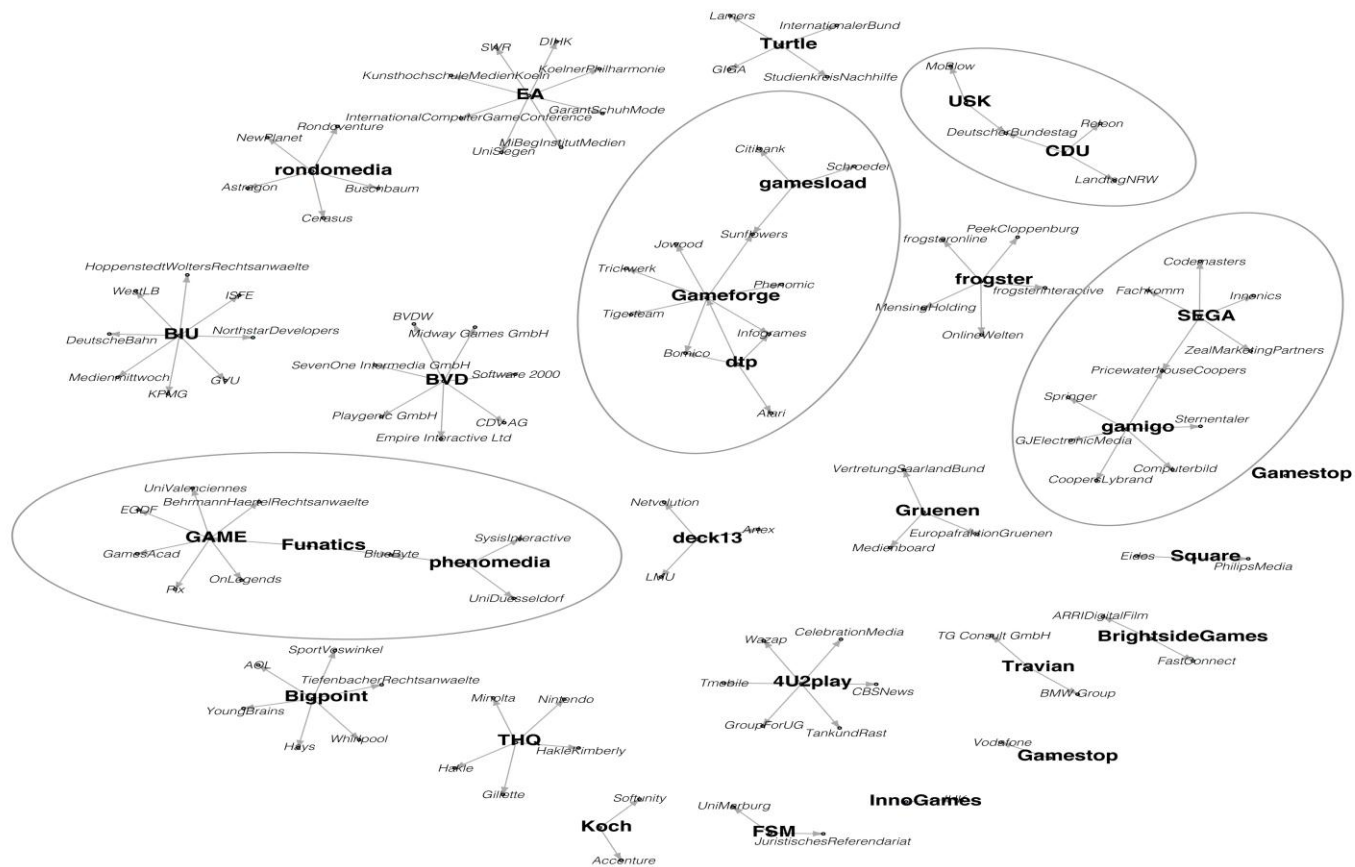 Lamers
InternationalerBund
Turtle
GIGA
StudienkreisNachhilfe
SWR
DIHK
KunsthochschuleMedienKoeln
KoelnerPhilharmonie
EA
GarantSchuhMode
InternationalComputerGameConference
MiBegInstitutMedien
UniSiegen
MoBlow
USK
DeutscherBundestag
Releon
CDU
LandtagNRW
Rondoventure
NewPlanet
rondomedia
Astragon
Buschbaum
Cerasus
Citibank
Schroedel
gamesload
Sunflowers
Jowood
Trickwerk
Phenomic
Gameforge
Tigerteam
Infogrames
Bomico
dtp
Atari
PeekCloppenburg
frogsteronline
frogster
frogsterinteractive
MensingHolding
OnlineWelten
Codemasters
Fachkomm
Innonics
SEGA
ZealMarketingPartners
PricewaterhouseCoopers
Springer
Sternentaler
gamigo
GJElectronicMedia
Computerbild
CoopersLybrand
Gamestop
HoppenstedtWoltersRechtsanwaelte
WestLB
ISFE
BIU
NorthstarDevelopers
DeutscheBahn
Medienmittwoch
GVU
KPMG
BVDW
Midway Games GmbH
SevenOne Intermedia GmbH
BVD
Software 2000
Playgenic GmbH
CDV AG
Empire Interactive Ltd
UniValenciennes
BehrmannHaertelRechtsanwaelte
EGDF
GAME
Funatics
GamesAcad
BlueByte
SysisInteractive
phenomedia
OnLegends
Pix
UniDuesseldorf
Netvolution
deck13
Artex
LMU
VertretungSaarlandBund
Gruenen
EuropafraktionGruenen
Medienboard
Eidos
Square
PhilipsMedia
ARRIDigitalFilm
BrightsideGames
FastConnect
TG Consult GmbH
Travian
BMW Group
SportVoswinkel
AOL
TiefenbacherRechtsanwaelte
Bigpoint
YoungBrains
Whirlpool
Hays
Minolta
Nintendo
THQ
HakleKimberly
Hakle
Gillette
Wazap
CelebrationMedia
Tmobile
4U2play
CBSNews
GroupForUG
TankundRast
Vodafone
Gamestop
InnoGames
Softunity
Koch
Accenture
UniMarburg
FSM
JuristischesReferendariat